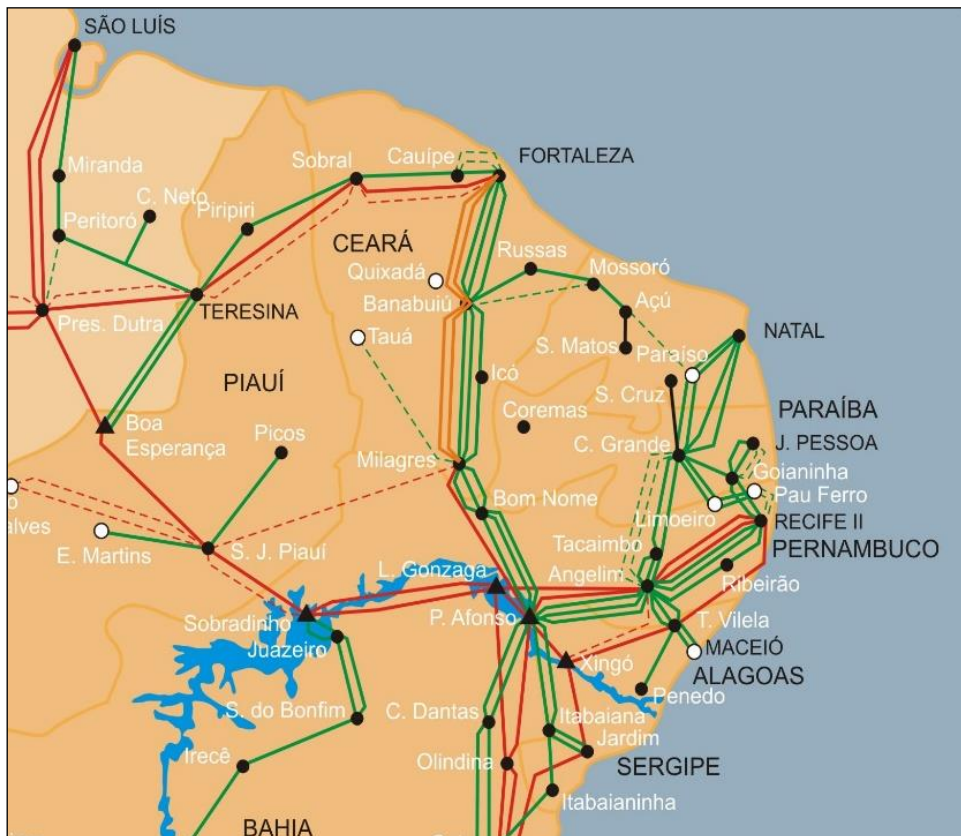 SÃO LUÍS
Miranda
C. Neto
Peritoró
Piripiri
Sobral
Cauípe
FORTALEZA
CEARÁ
Russas
Quixadá
Mossoró
Banabuiú
Açú
Pres. Dutra
TERESINA
Tauá
NATAL
S. Matos
Paraíso
PIAUÍ
Icó
S. Cruz
Coremas
PARAÍBA
Boa
Esperança
Picos
C. Grande
J. PESSOA
Milagres
Goianinha
Bom Nome
Pau Ferro
Limoeiro
RECIFE II
alves
E. Martins
S. J. Piauí
Tacaimbo
PERNAMBUCO
L. Gonzaga
Angelim
Ribeirão
Sobradinho
P. Afonso
T. Vilela
Juazeiro
MACEIÓ
Xingó
ALAGOAS
Penedo
S. do Bonfim
C. Dantas
Itabaiana
Jardim
Irecê
Olindina
SERGIPE
Itabaianinha
BAHIA